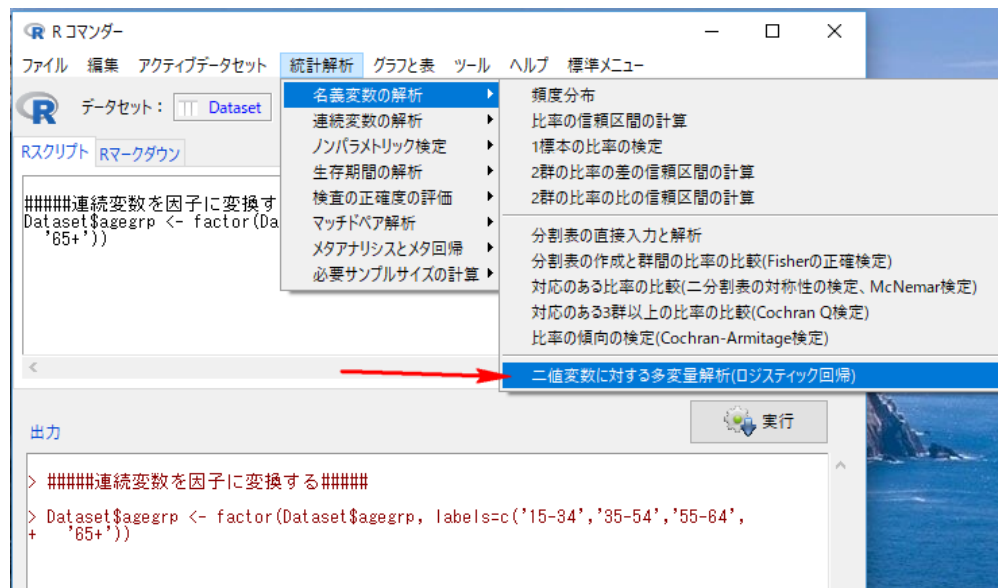 R コマンダー
ファイル 編集 アクティブデータセット 統計解析 グラフと表 ツール ヘルプ 標準メニュー
データセット： Dataset
Rスクリプト Rマークダウン
#####連続変数を因子に変換す
Dataset$agegrp <- factor(Da
'65+'))
名義変数の解析
連続変数の解析
ノンパラメトリック検定
生存期間の解析
検査の正確度の評価
マッチドペア解析
メタアナリシスとメタ回帰
必要サンプルサイズの計算
頻度分布
比率の信頼区間の計算
1標本の比率の検定
2群の比率の差の信頼区間の計算
2群の比率の比の信頼区間の計算
分割表の直接入力と解析
分割表の作成と群間の比率の比較(Fisherの正確検定)
対応のある比率の比較(二分割表の対称性の検定、McNemar検定)
対応のある3群以上の比率の比較(Cochran Q検定)
比率の傾向の検定(Cochran-Armitage検定)
二値変数に対する多変量解析(ロジスティック回帰)
実行
出力
> #####連続変数を因子に変換する#####
> Dataset$agegrp <- factor(Dataset$agegrp, labels=c('15-34','35-54','55-64',
+ '65+'))